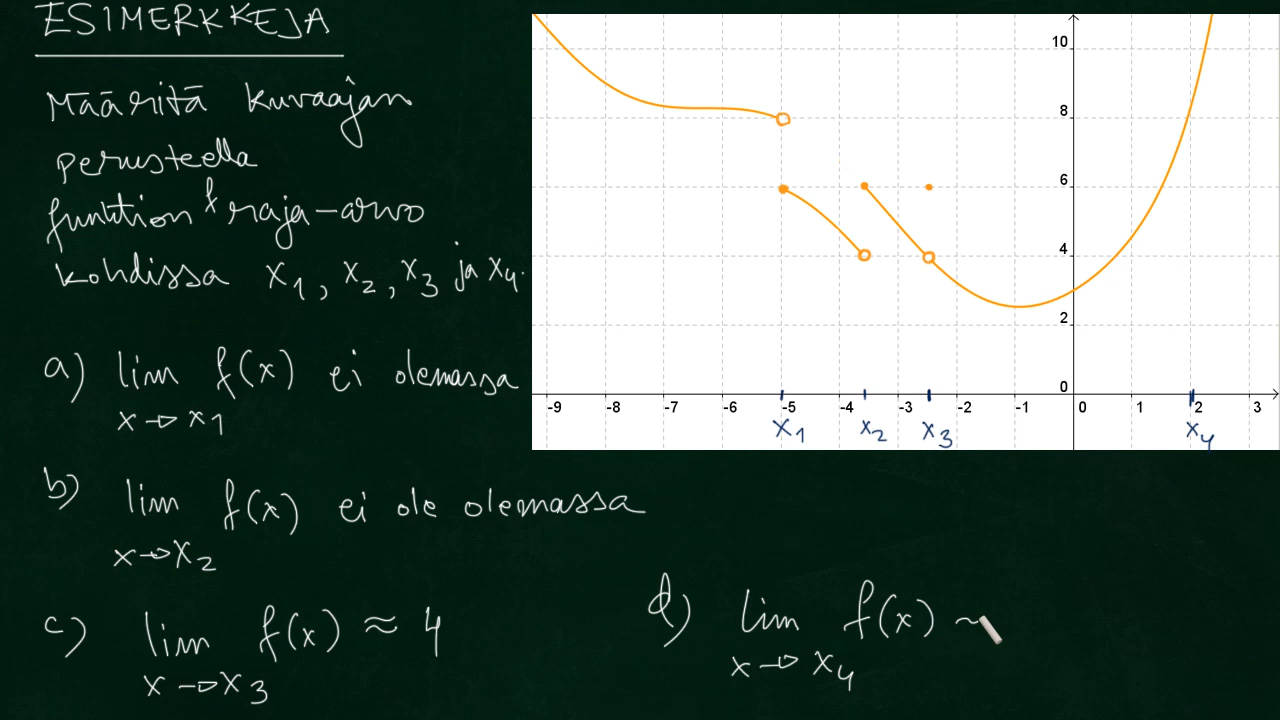 ESIMERKKEJA
Määritä kuvaajan
perusteella
funktion f raja-arvo
kohdissa x₁, x₂, x₃ ja x₄.
a) lim f(x) ei olemassa
x→x₁
b) lim f(x) ei ole olemassa
x→x₂
c) lim f(x) ≈ 4
x→x₃
d) lim f(x) ~
x→x₄
10
8
6
4
2
0
-9 -8 -7 -6 -5 -4 -3 -2 -1 0 1 2 3
x₁ x₂ x₃ x₄